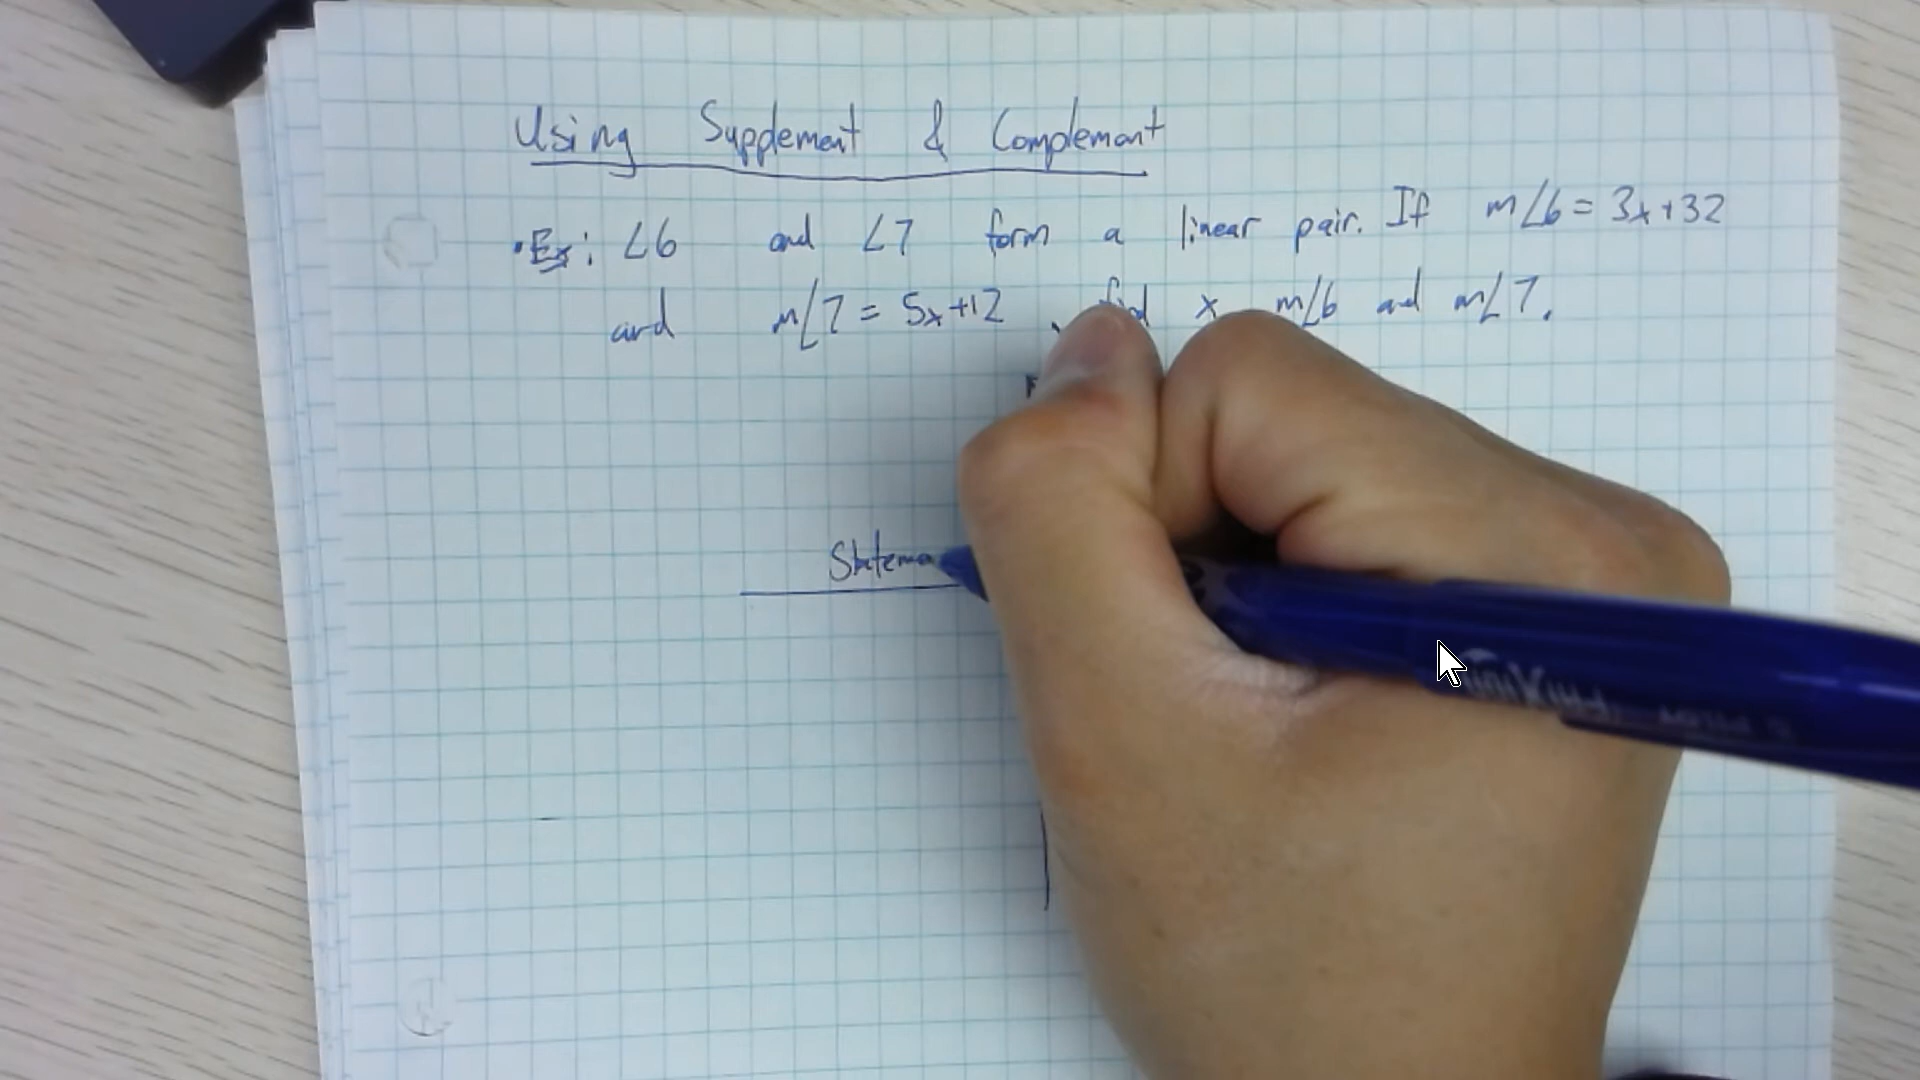 Using Supplement & Complement
• Ex: ∠6 and ∠7 form a linear pair. If m∠6 = 3x+32
and m∠7 = 5x+12, find x m∠6 and m∠7.
Statemen